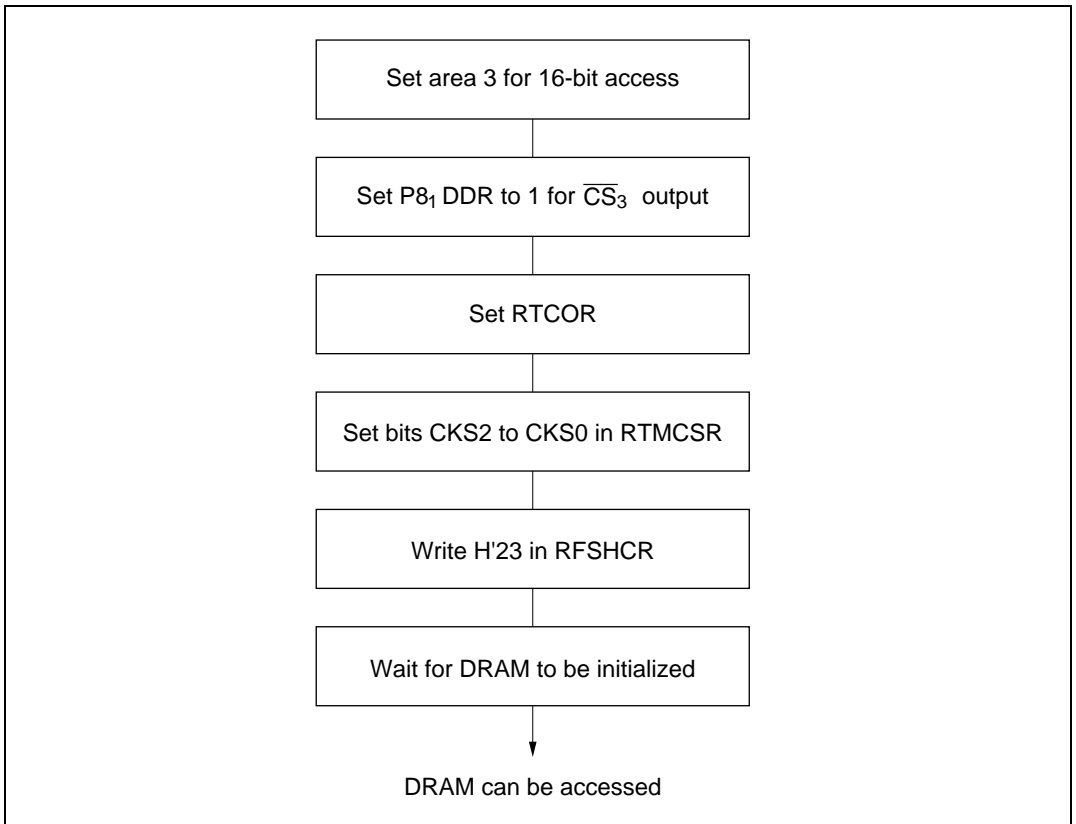 Set area 3 for 16-bit access
Set P8₁ DDR to 1 for C̅S̅₃ output
Set RTCOR
Set bits CKS2 to CKS0 in RTMCSR
Write H'23 in RFSHCR
Wait for DRAM to be initialized
DRAM can be accessed